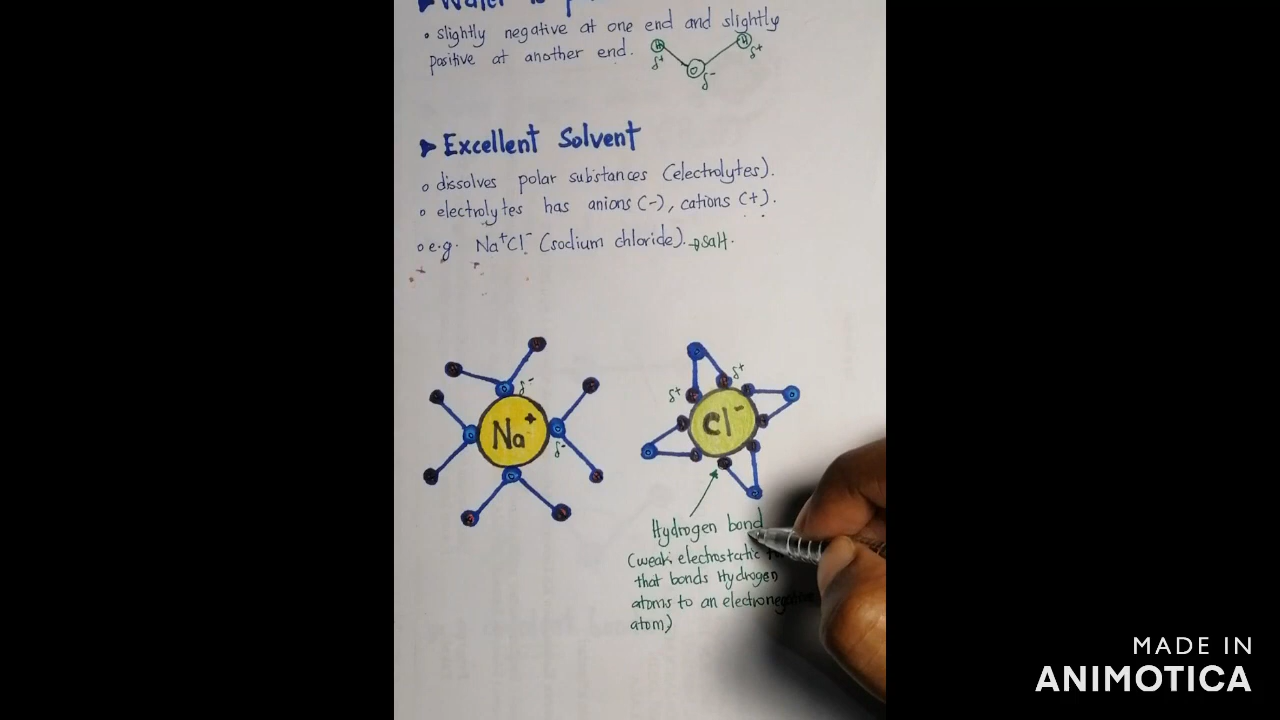 • slightly negative at one end and slightly
positive at another end.
H H
δ+ O δ- δ+
➤ Excellent Solvent
o dissolves polar substances (electrolytes).
o electrolytes has anions (-), cations (+).
o e.g. Na+Cl- (sodium chloride). → salt.
δ-
Na+
δ-
δ+ δ+
Cl-
Hydrogen bond
(weak electrostatic
that bonds Hydrogen
atoms to an electronegative
atom)
MADE IN
ANIMOTICA